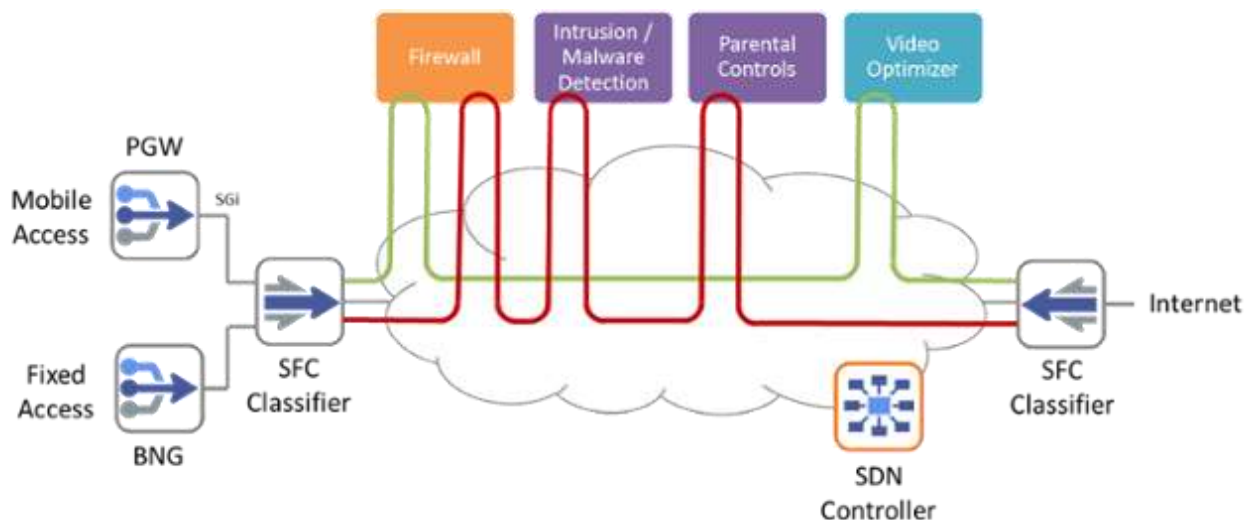 Firewall
Intrusion /
Malware
Detection
Parental
Controls
Video
Optimizer
PGW
Mobile
Access
SGi
SFC
Classifier
Fixed
Access
BNG
Internet
SFC
Classifier
SDN
Controller